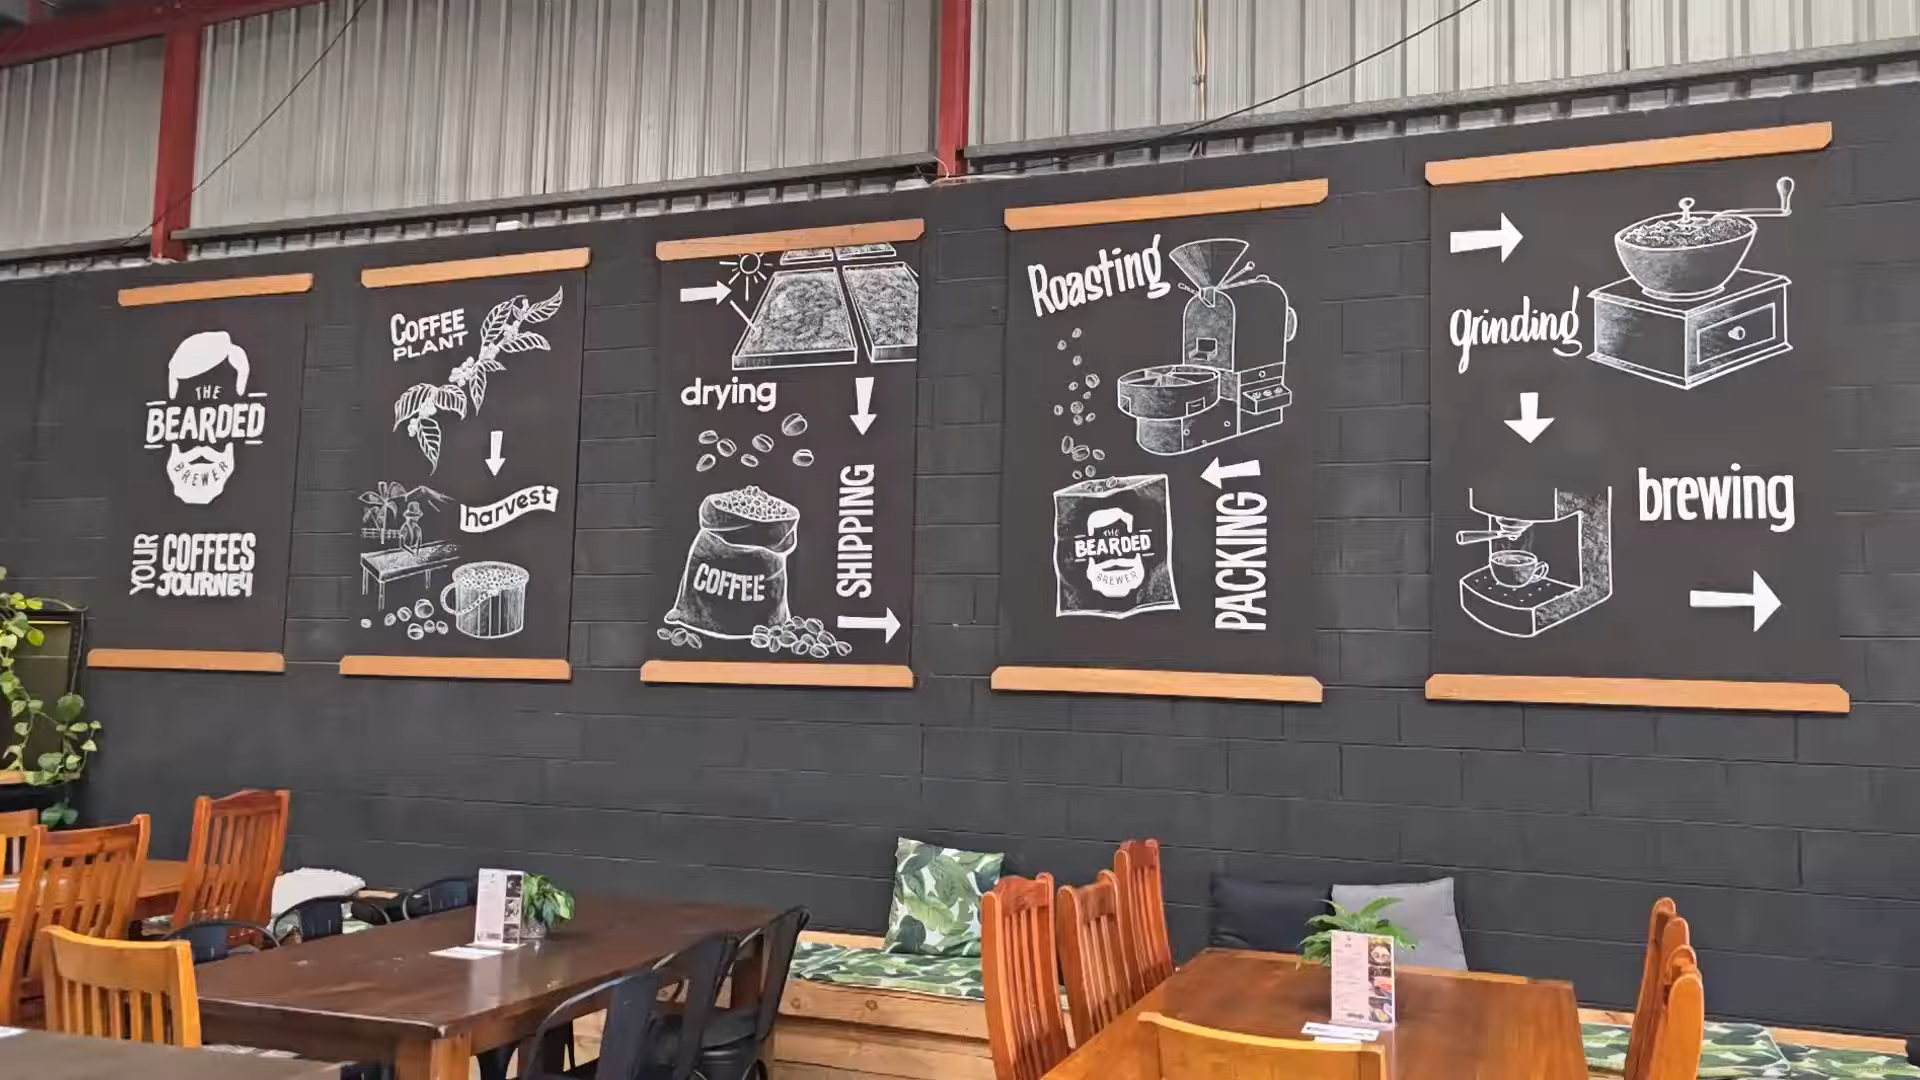 THE
BEARDED
BREWER
YOUR
COFFEES
JOURNEY
COFFEE
PLANT
harvest
drying
SHIPPING
COFFEE
Roasting
PACKING
THE
BEARDED
BREWER
grinding
brewing